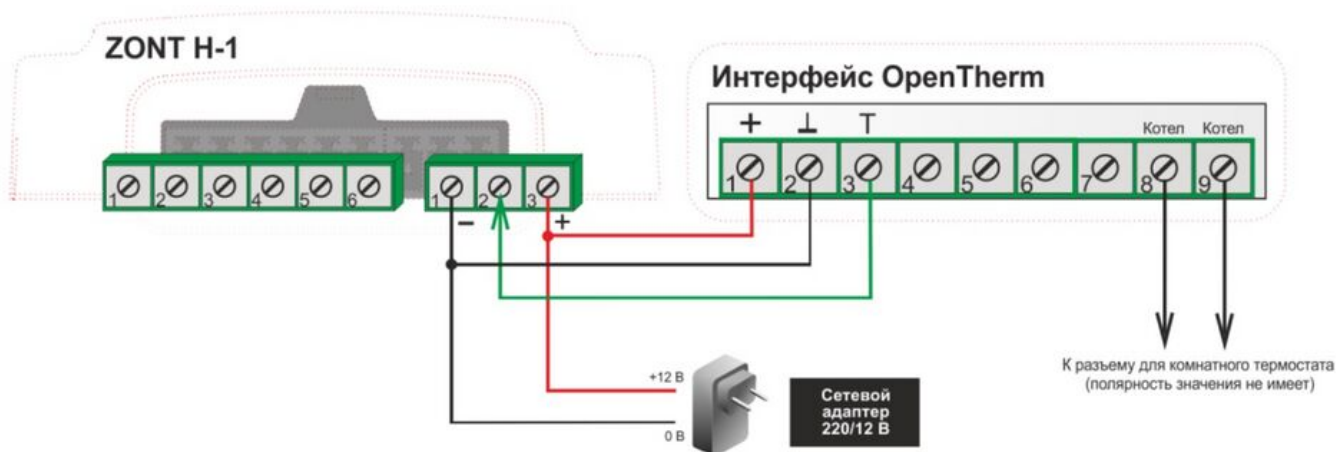 ZONT H-1
Интерфейс OpenTherm
+ ⊥ T
Котел Котел
1 2 3 4 5 6
1 2 3
1 2 3 4 5 6 7 8 9
− +
К разъему для комнатного термостата
(полярность значения не имеет)
+12 В
0 В
Сетевой
адаптер
220/12 В